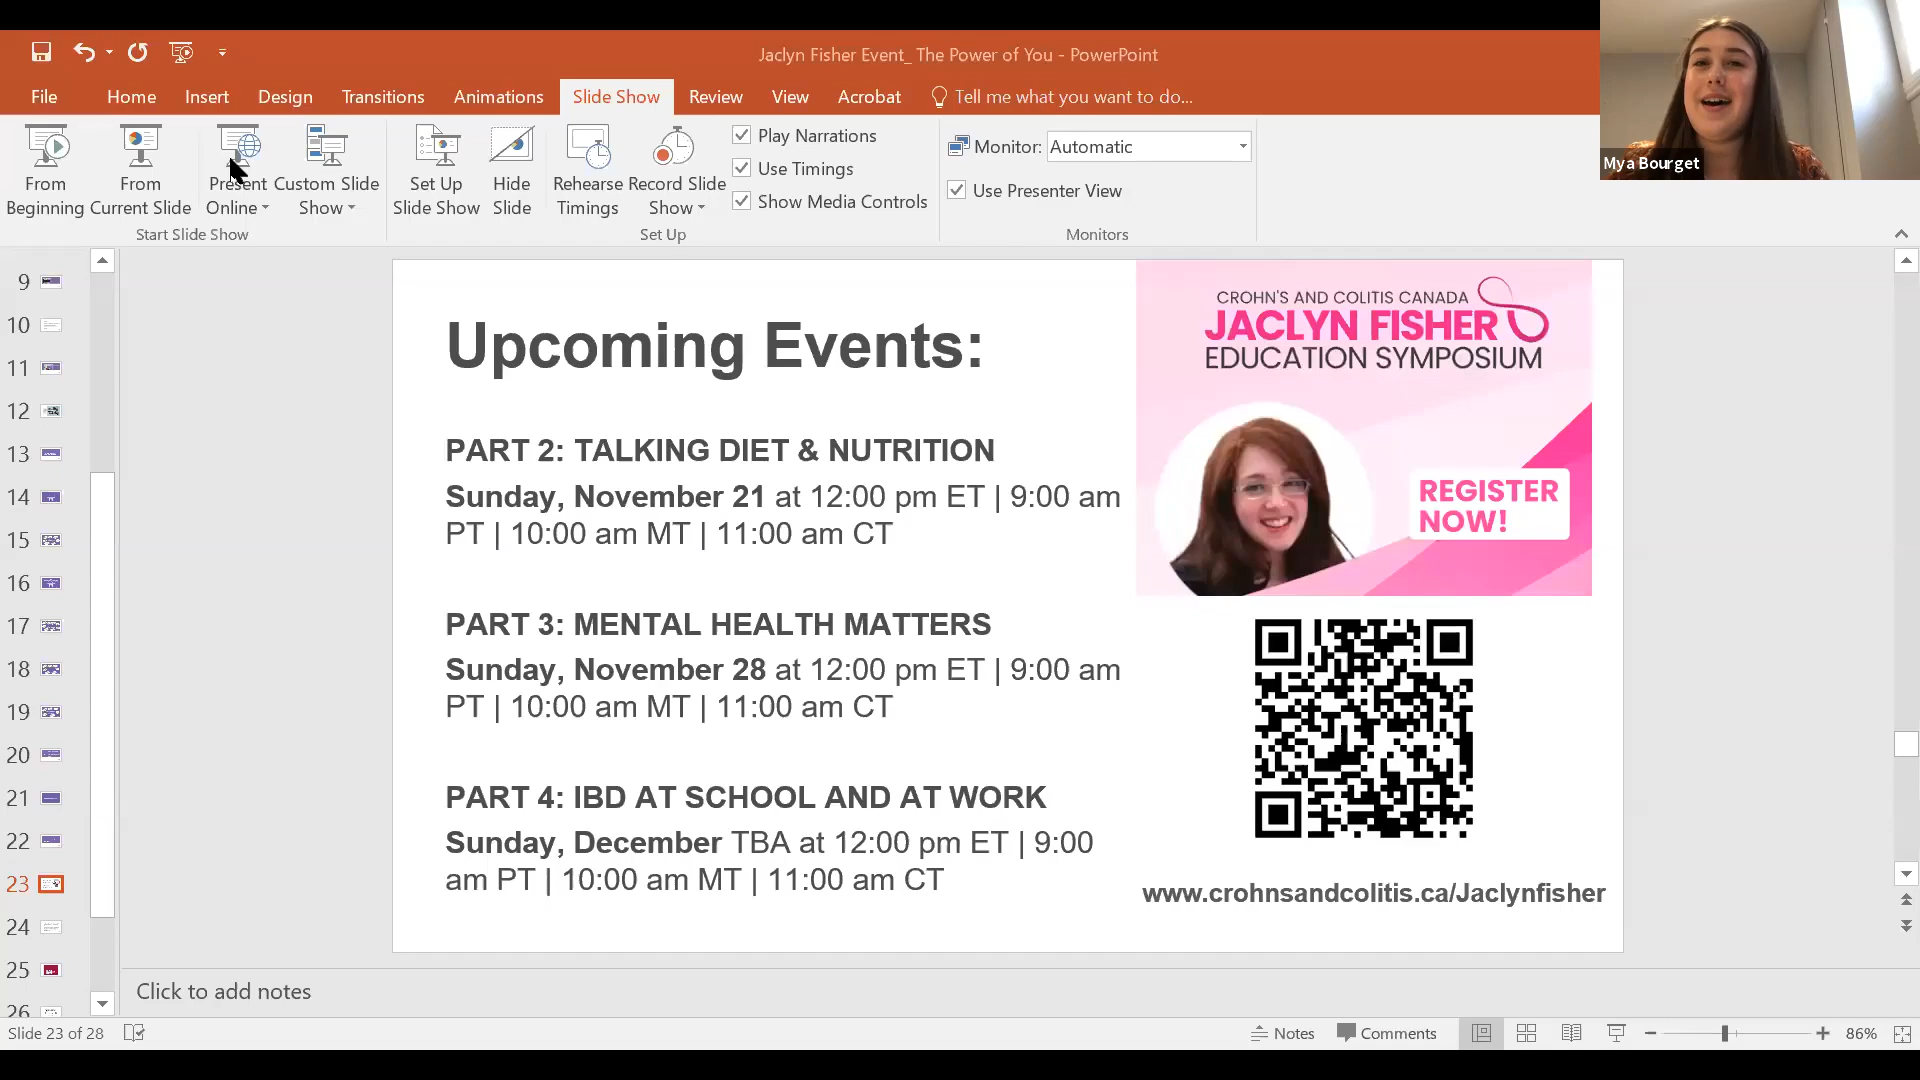 Jaclyn Fisher Event_ The Power of You - PowerPoint
File Home Insert Design Transitions Animations Slide Show Review View Acrobat Tell me what you want to do...
From Beginning
From Current Slide
Present Online
Custom Slide Show
Start Slide Show
Set Up Slide Show
Hide Slide
Rehearse Timings
Record Slide Show
Play Narrations
Use Timings
Show Media Controls
Set Up
Monitor: Automatic
Use Presenter View
Monitors
Mya Bourget
9
10
11
12
13
14
15
16
17
18
19
20
21
22
23
24
25
26
Upcoming Events:
PART 2: TALKING DIET & NUTRITION
Sunday, November 21 at 12:00 pm ET | 9:00 am
PT | 10:00 am MT | 11:00 am CT
PART 3: MENTAL HEALTH MATTERS
Sunday, November 28 at 12:00 pm ET | 9:00 am
PT | 10:00 am MT | 11:00 am CT
PART 4: IBD AT SCHOOL AND AT WORK
Sunday, December TBA at 12:00 pm ET | 9:00
am PT | 10:00 am MT | 11:00 am CT
CROHN'S AND COLITIS CANADA
JACLYN FISHER
EDUCATION SYMPOSIUM
REGISTER
NOW!
www.crohnsandcolitis.ca/Jaclynfisher
Click to add notes
Slide 23 of 28
Notes
Comments
86%